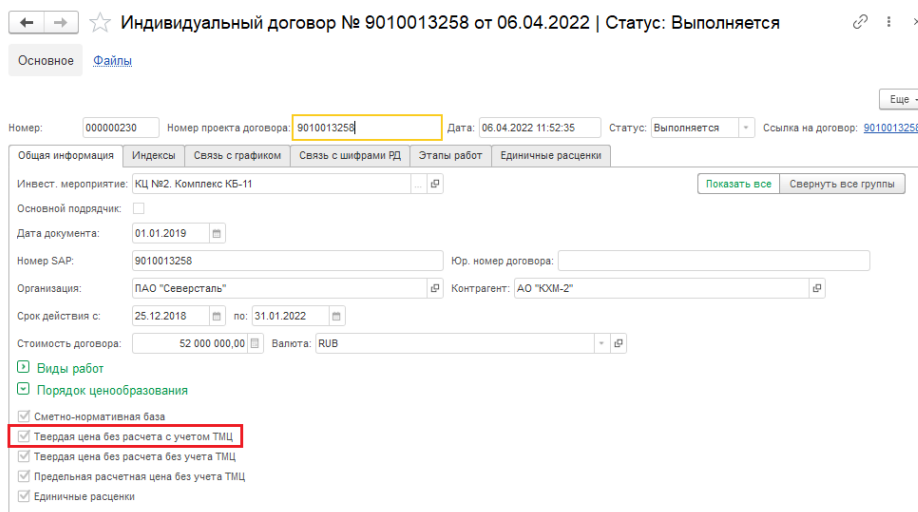 Индивидуальный договор № 9010013258 от 06.04.2022 | Статус: Выполняется
Основное Файлы
Еще
Номер: 000000230 Номер проекта договора: 9010013258 Дата: 06.04.2022 11:52:35 Статус: Выполняется Ссылка на договор: 9010013258
Общая информация Индексы Связь с графиком Связь с шифрами РД Этапы работ Единичные расценки
Инвест. мероприятие: КЦ №2. Комплекс КБ-11 Показать все Свернуть все группы
Основной подрядчик:
Дата документа: 01.01.2019
Номер SAP: 9010013258 Юр. номер договора:
Организация: ПАО "Северсталь" Контрагент: АО "КХМ-2"
Срок действия с: 25.12.2018 по: 31.01.2022
Стоимость договора: 52 000 000,00 Валюта: RUB
Виды работ
Порядок ценообразования
Сметно-нормативная база
Твердая цена без расчета с учетом ТМЦ
Твердая цена без расчета без учета ТМЦ
Предельная расчетная цена без учета ТМЦ
Единичные расценки